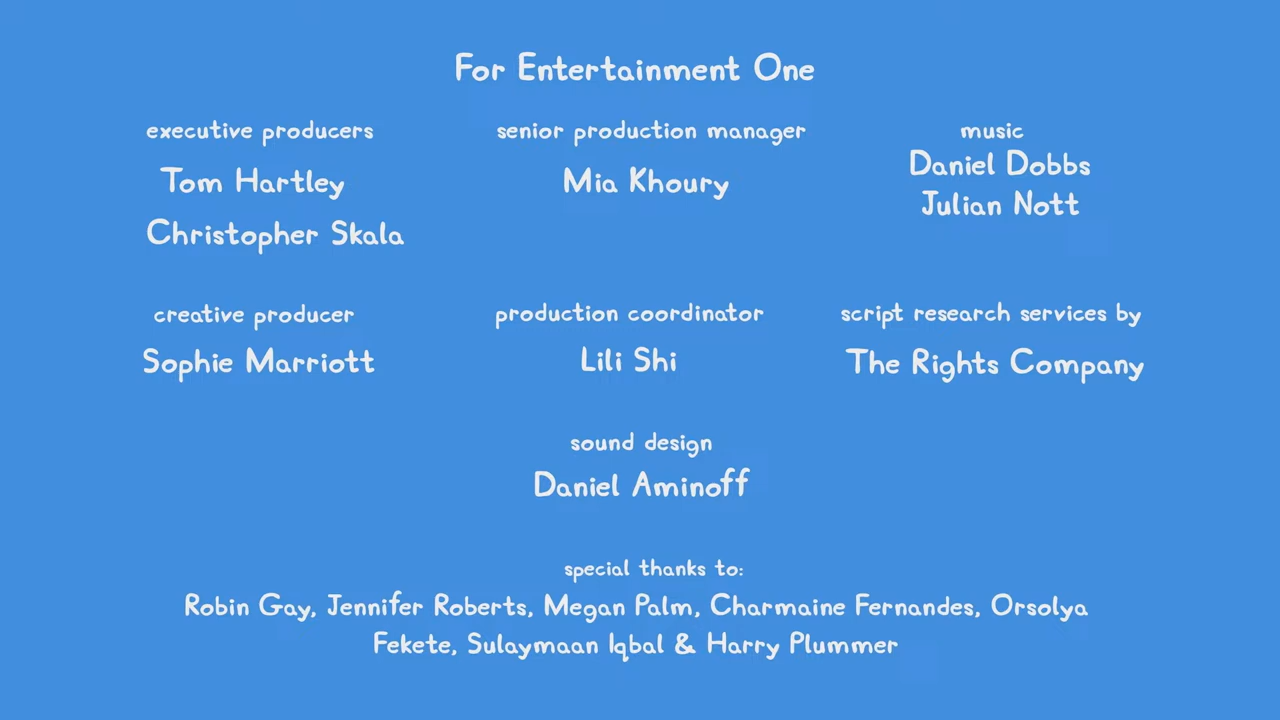 For Entertainment One
executive producers
Tom Hartley
Christopher Skala
senior production manager
Mia Khoury
music
Daniel Dobbs
Julian Nott
creative producer
Sophie Marriott
production coordinator
Lili Shi
script research services by
The Rights Company
sound design
Daniel Aminoff
special thanks to:
Robin Gay, Jennifer Roberts, Megan Palm, Charmaine Fernandes, Orsolya
Fekete, Sulaymaan Iqbal & Harry Plummer